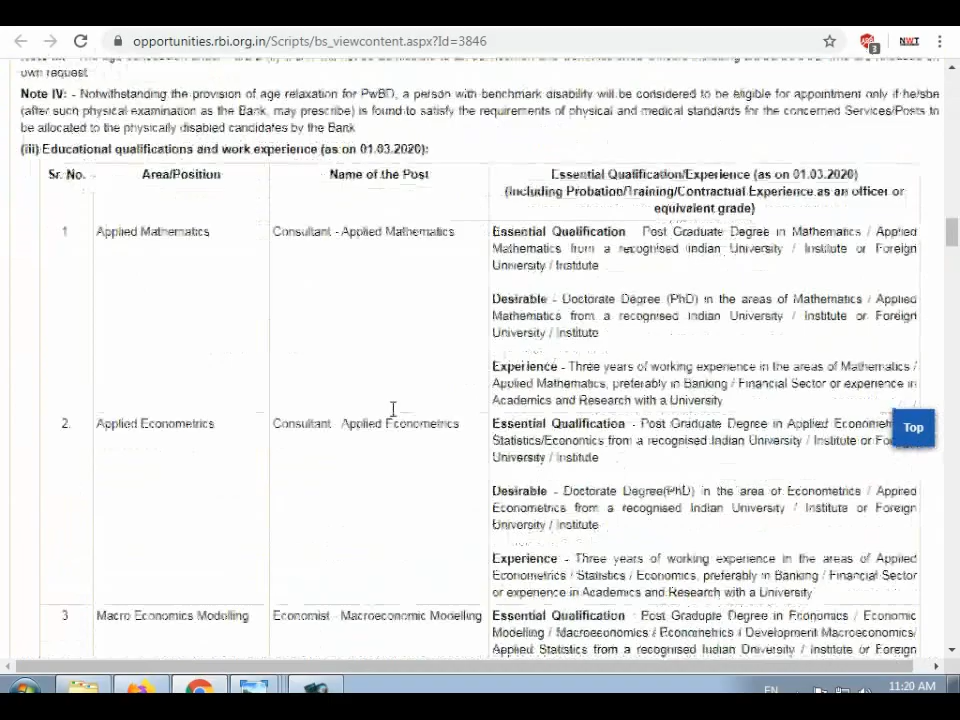 opportunities.rbi.org.in/Scripts/bs_viewcontent.aspx?Id=3846
3
NWT
own request
Note IV: - Notwithstanding the provision of age relaxation for PwBD, a person with benchmark disability will be considered to be eligible for appointment only if he/she
(after such physical examination as the Bank, may prescribe) is found to satisfy the requirements of physical and medical standards for the concerned Services/Posts to
be allocated to the physically disabled candidates by the Bank
(iii) Educational qualifications and work experience (as on 01.03.2020):
Sr. No. Area/Position Name of the Post Essential Qualification/Experience (as on 01.03.2020)
(Including Probation/Training/Contractual Experience as an officer or
equivalent grade)
1 Applied Mathematics Consultant - Applied Mathematics Essential Qualification - Post Graduate Degree in Mathematics / Applied
Mathematics from a recognised Indian University / Institute or Foreign
University / Institute
Desirable - Doctorate Degree (PhD) in the areas of Mathematics / Applied
Mathematics from a recognised Indian University / Institute or Foreign
University / Institute
Experience - Three years of working experience in the areas of Mathematics /
Applied Mathematics, preferably in Banking / Financial Sector or experience in
Academics and Research with a University
2. Applied Econometrics Consultant - Applied Econometrics Essential Qualification - Post Graduate Degree in Applied
Statistics/Economics from a recognised Indian University / Institute or
University / Institute
Top
Desirable - Doctorate Degree(PhD) in the area of Econometrics / Applied
Econometrics from a recognised Indian University / Institute or Foreign
University / Institute
Experience - Three years of working experience in the areas of Applied
Econometrics / Statistics / Economics, preferably in Banking / Financial Sector
or experience in Academics and Research with a University
3 Macro Economics Modelling Economist - Macroeconomic Modelling Essential Qualification - Post Graduate Degree in Economics / Economic
Modelling / Macroeconomics / Econometrics / Development Macroeconomics/
Applied Statistics from a recognised Indian University / Institute or Foreign
EN
11:20 AM